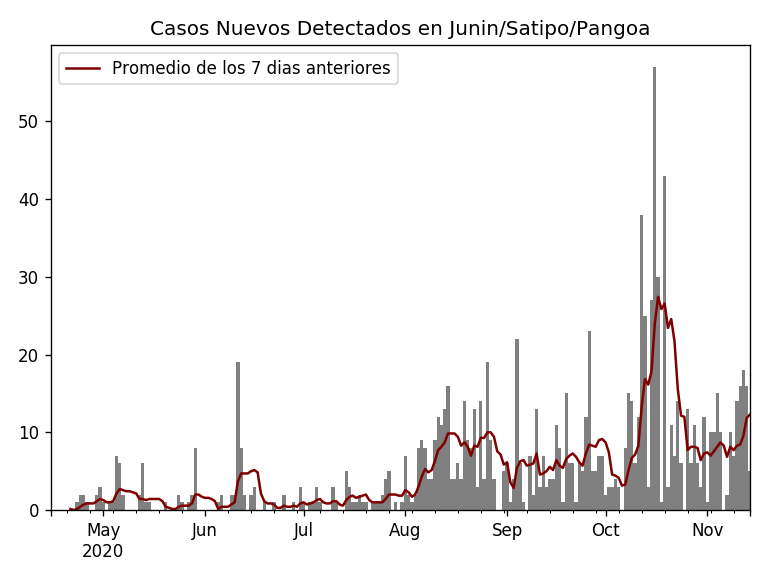 Casos Nuevos Detectados en Junin/Satipo/Pangoa
Promedio de los 7 dias anteriores
50
40
30
20
10
0
May Jun Jul Aug Sep Oct Nov
2020